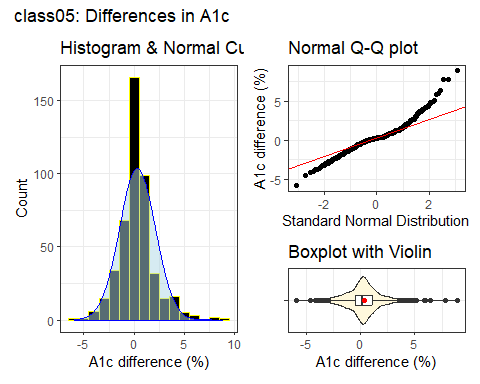 class05: Differences in A1c
Histogram & Normal Cu
150
100
50
0
Count
-5
0
5
10
A1c difference (%)
Normal Q-Q plot
5
0
-5
A1c difference (%)
-2
0
2
Standard Normal Distribution
Boxplot with Violin
-5
0
5
A1c difference (%)